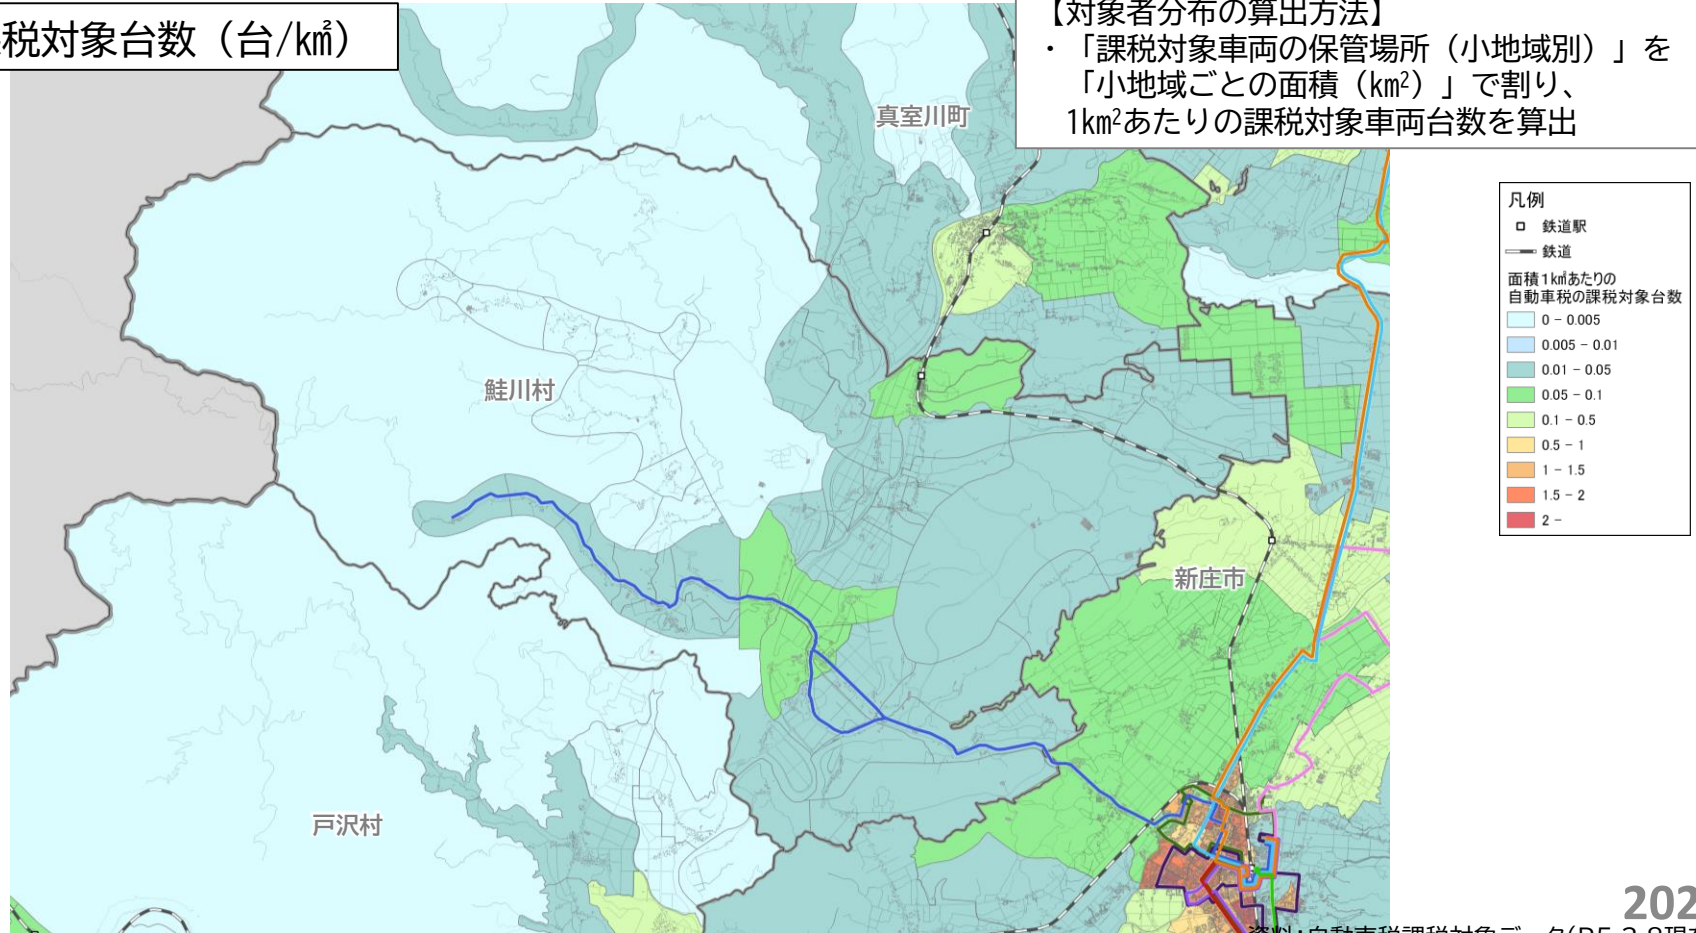 税対象台数（台/k㎡）
【対象者分布の算出方法】
・「課税対象車両の保管場所（小地域別）」を
「小地域ごとの面積（km²）」で割り、
1km²あたりの課税対象車両台数を算出
真室川町
鮭川村
新庄市
戸沢村
凡例
鉄道駅
鉄道
面積1k㎡あたりの
自動車税の課税対象台数
0 - 0.005
0.005 - 0.01
0.01 - 0.05
0.05 - 0.1
0.1 - 0.5
0.5 - 1
1 - 1.5
1.5 - 2
2 -
202